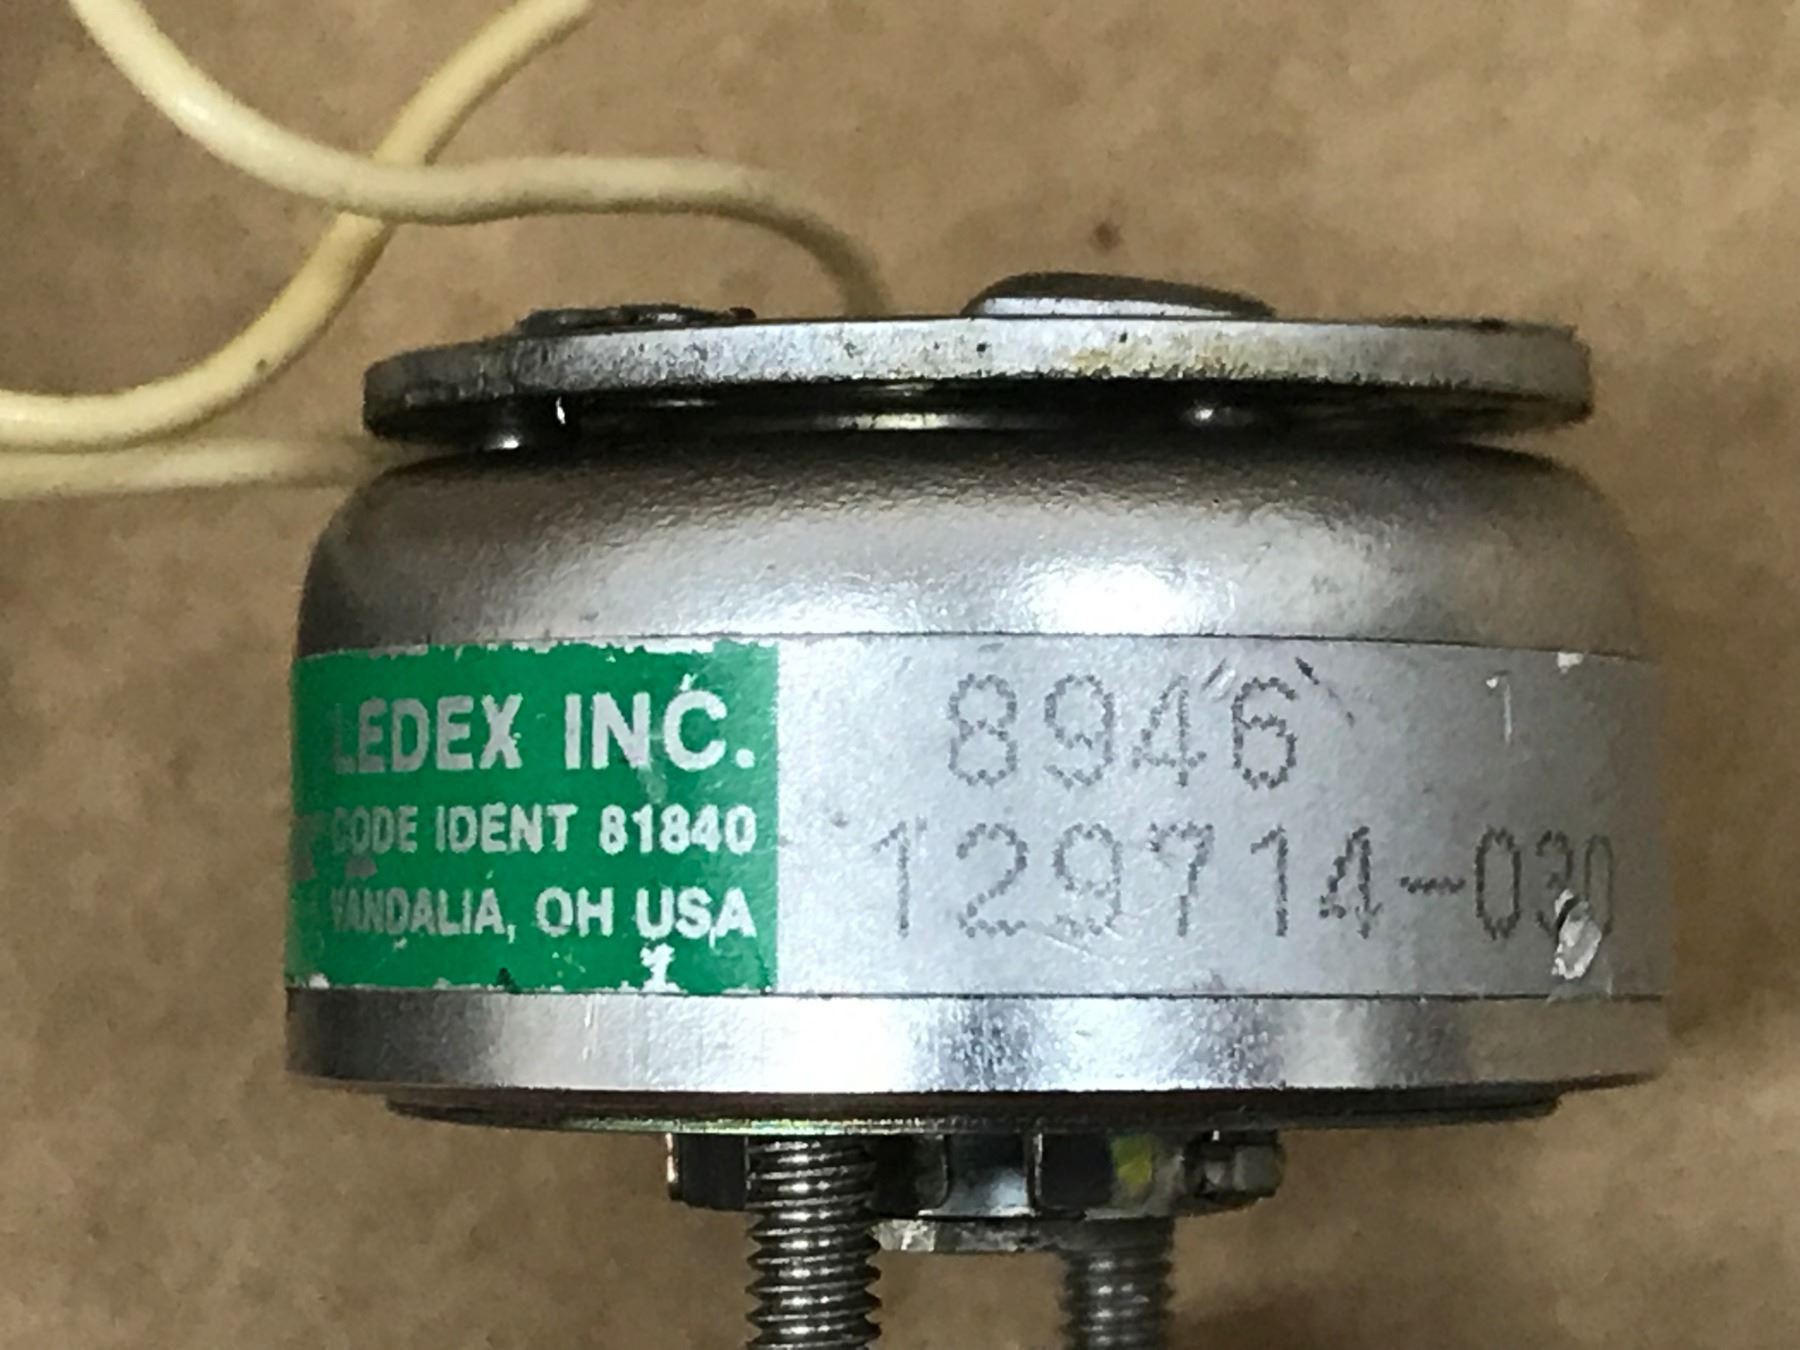 LEDEX INC.
CODE IDENT 81840
VANDALIA, OH USA
8946
129714-030